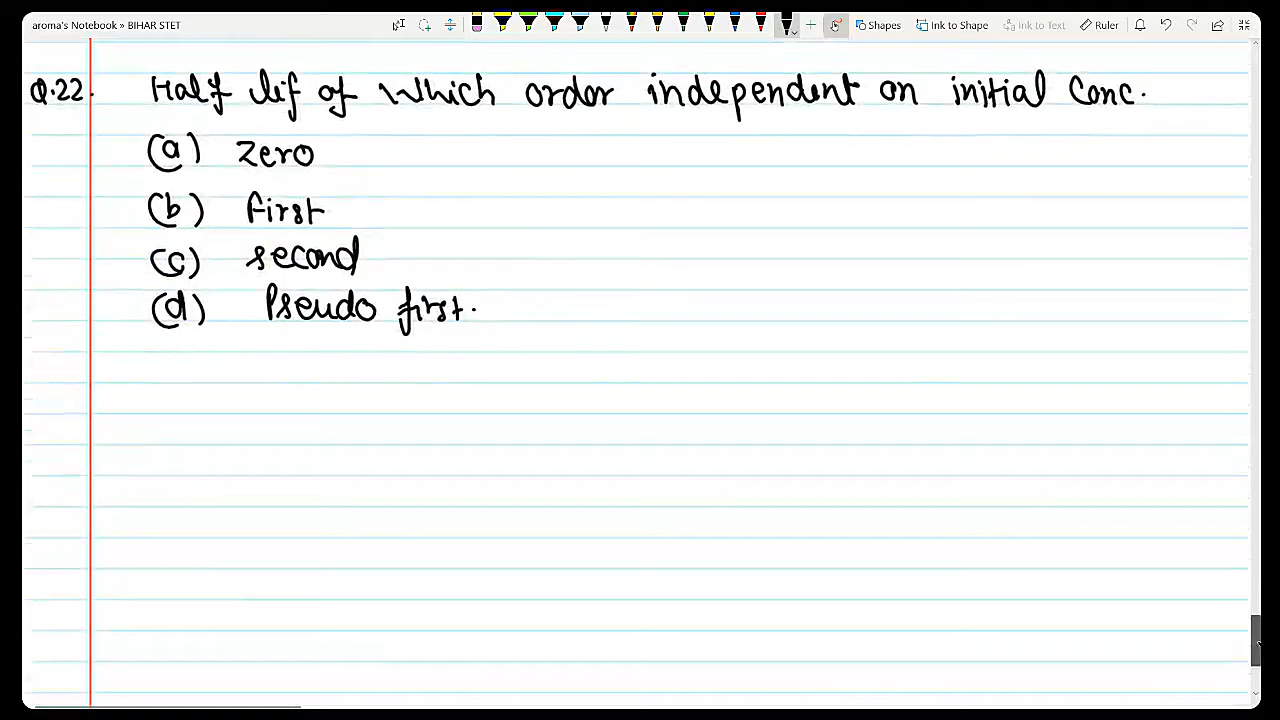 aroma's Notebook » BIHAR STET
Shapes Ink to Shape Ink to Text Ruler
Q.22. Half lif of Which order independent on initial Conc.
(a) zero
(b) first
(c) second
(d) Pseudo first.